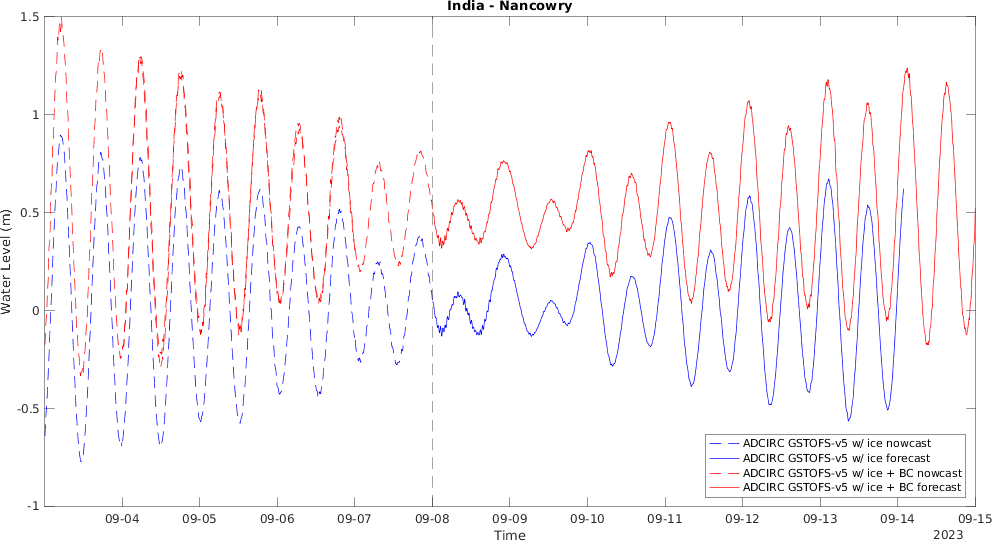 India - Nancowry
Water Level (m)
1.5
1
0.5
0
-0.5
-1
09-04 09-05 09-06 09-07 09-08 09-09 09-10 09-11 09-12 09-13 09-14 09-15
Time
2023
ADCIRC GSTOFS-v5 w/ ice nowcast
ADCIRC GSTOFS-v5 w/ ice forecast
ADCIRC GSTOFS-v5 w/ ice + BC nowcast
ADCIRC GSTOFS-v5 w/ ice + BC forecast